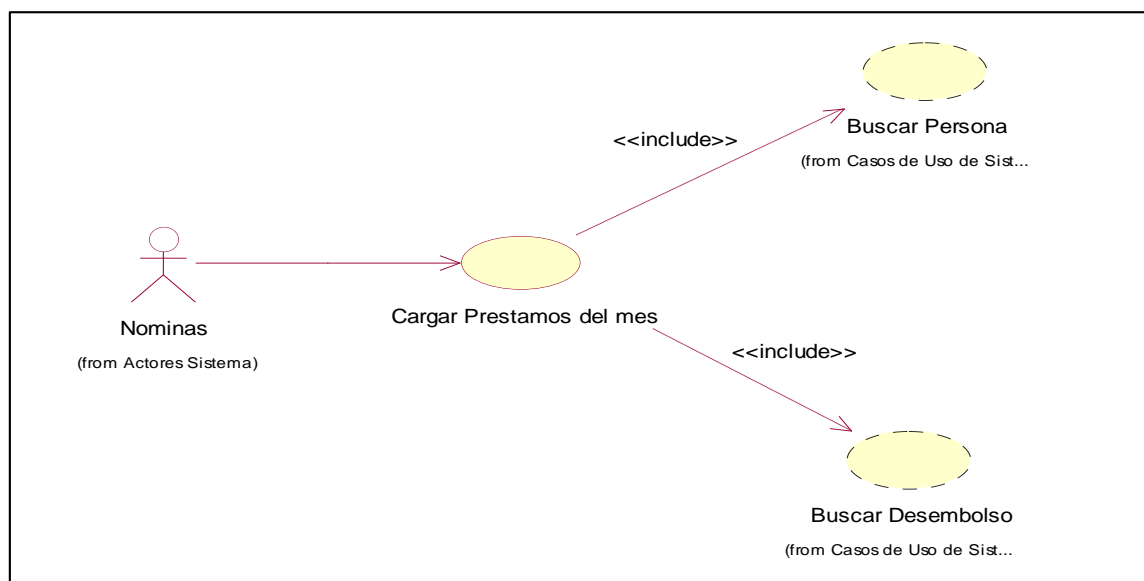 <<include>>
Buscar Persona
(from Casos de Uso de Sist...
Nominas
(from Actores Sistema)
Cargar Prestamos del mes
<<include>>
Buscar Desembolso
(from Casos de Uso de Sist...